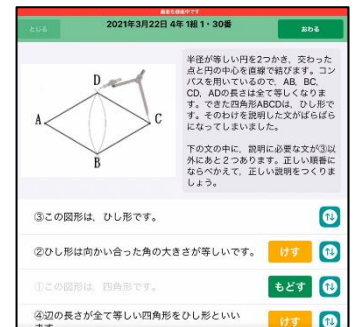 画面を録画中です
とじる
2021年3月22日 4年 1組 1・30番
おわる
半径が等しい円を2つかき、交わった
点と円の中心を直線で結びます。コン
パスを用いているので、AB、BC、
CD、ADの長さは全て等しくなりま
す。できた四角形ABCDは、ひし形で
す。そのわけを説明した文がばらばら
になってしまいました。
下の文の中に、説明に必要な文が③以
外にあと2つあります。正しい順番に
ならべかえて、正しい説明をつくりま
しょう。
D
A
C
B
③この図形は、ひし形です。
②ひし形は向かい合った角の大きさが等しいです。
けす
①この図形は、四角形です。
もどす
④辺の長さが全て等しい四角形をひし形といい
ます。
けす